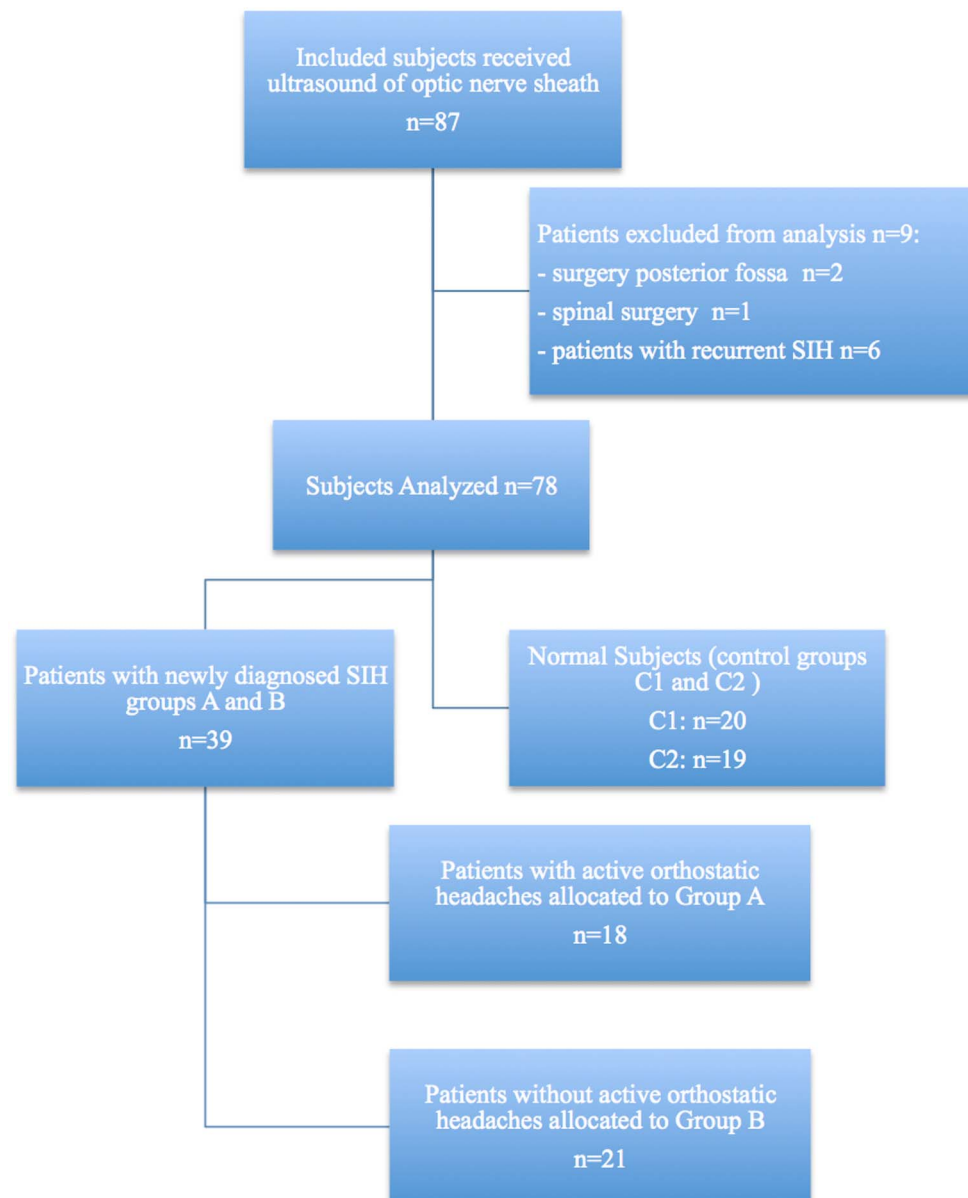 Included subjects received
ultrasound of optic nerve sheath
n=87
Patients excluded from analysis n=9:
- surgery posterior fossa  n=2
- spinal surgery  n=1
- patients with recurrent SIH n=6
Subjects Analyzed n=78
Patients with newly diagnosed SIH
groups A and B
n=39
Normal Subjects (control groups
C1 and C2 )
C1: n=20
C2: n=19
Patients with active orthostatic
headaches allocated to Group A
n=18
Patients without active orthostatic
headaches allocated to Group B
n=21